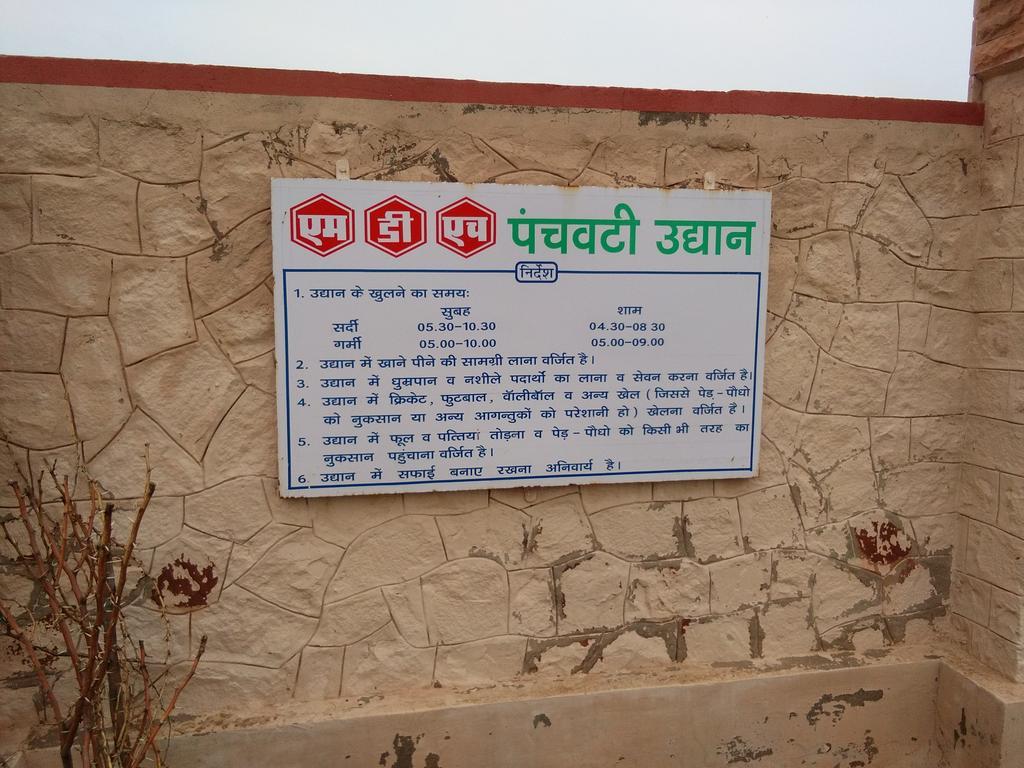 एम डी एच पंचवटी उद्यान
निर्देश
1. उद्यान के खुलने का समयः
सुबह शाम
सर्दी 05.30-10.30 04.30-08 30
गर्मी 05.00-10.00 05.00-09.00
2. उद्यान में खाने पीने की सामग्री लाना वर्जित है।
3. उद्यान में घुम्रपान व नशीले पदार्थो का लाना व सेवन करना वर्जित है।
4. उद्यान में क्रिकेट, फुटबाल, वॉलीबॉल व अन्य खेल (जिससे पेड़-पौधो
को नुकसान या अन्य आगन्तुकों को परेशानी हो) खेलना वर्जित है।
5. उद्यान में फूल व पत्तियां तोड़ना व पेड़-पौधो को किसी भी तरह का
नुकसान पहुंचाना वर्जित है।
6. उद्यान में सफाई बनाए रखना अनिवार्य है।